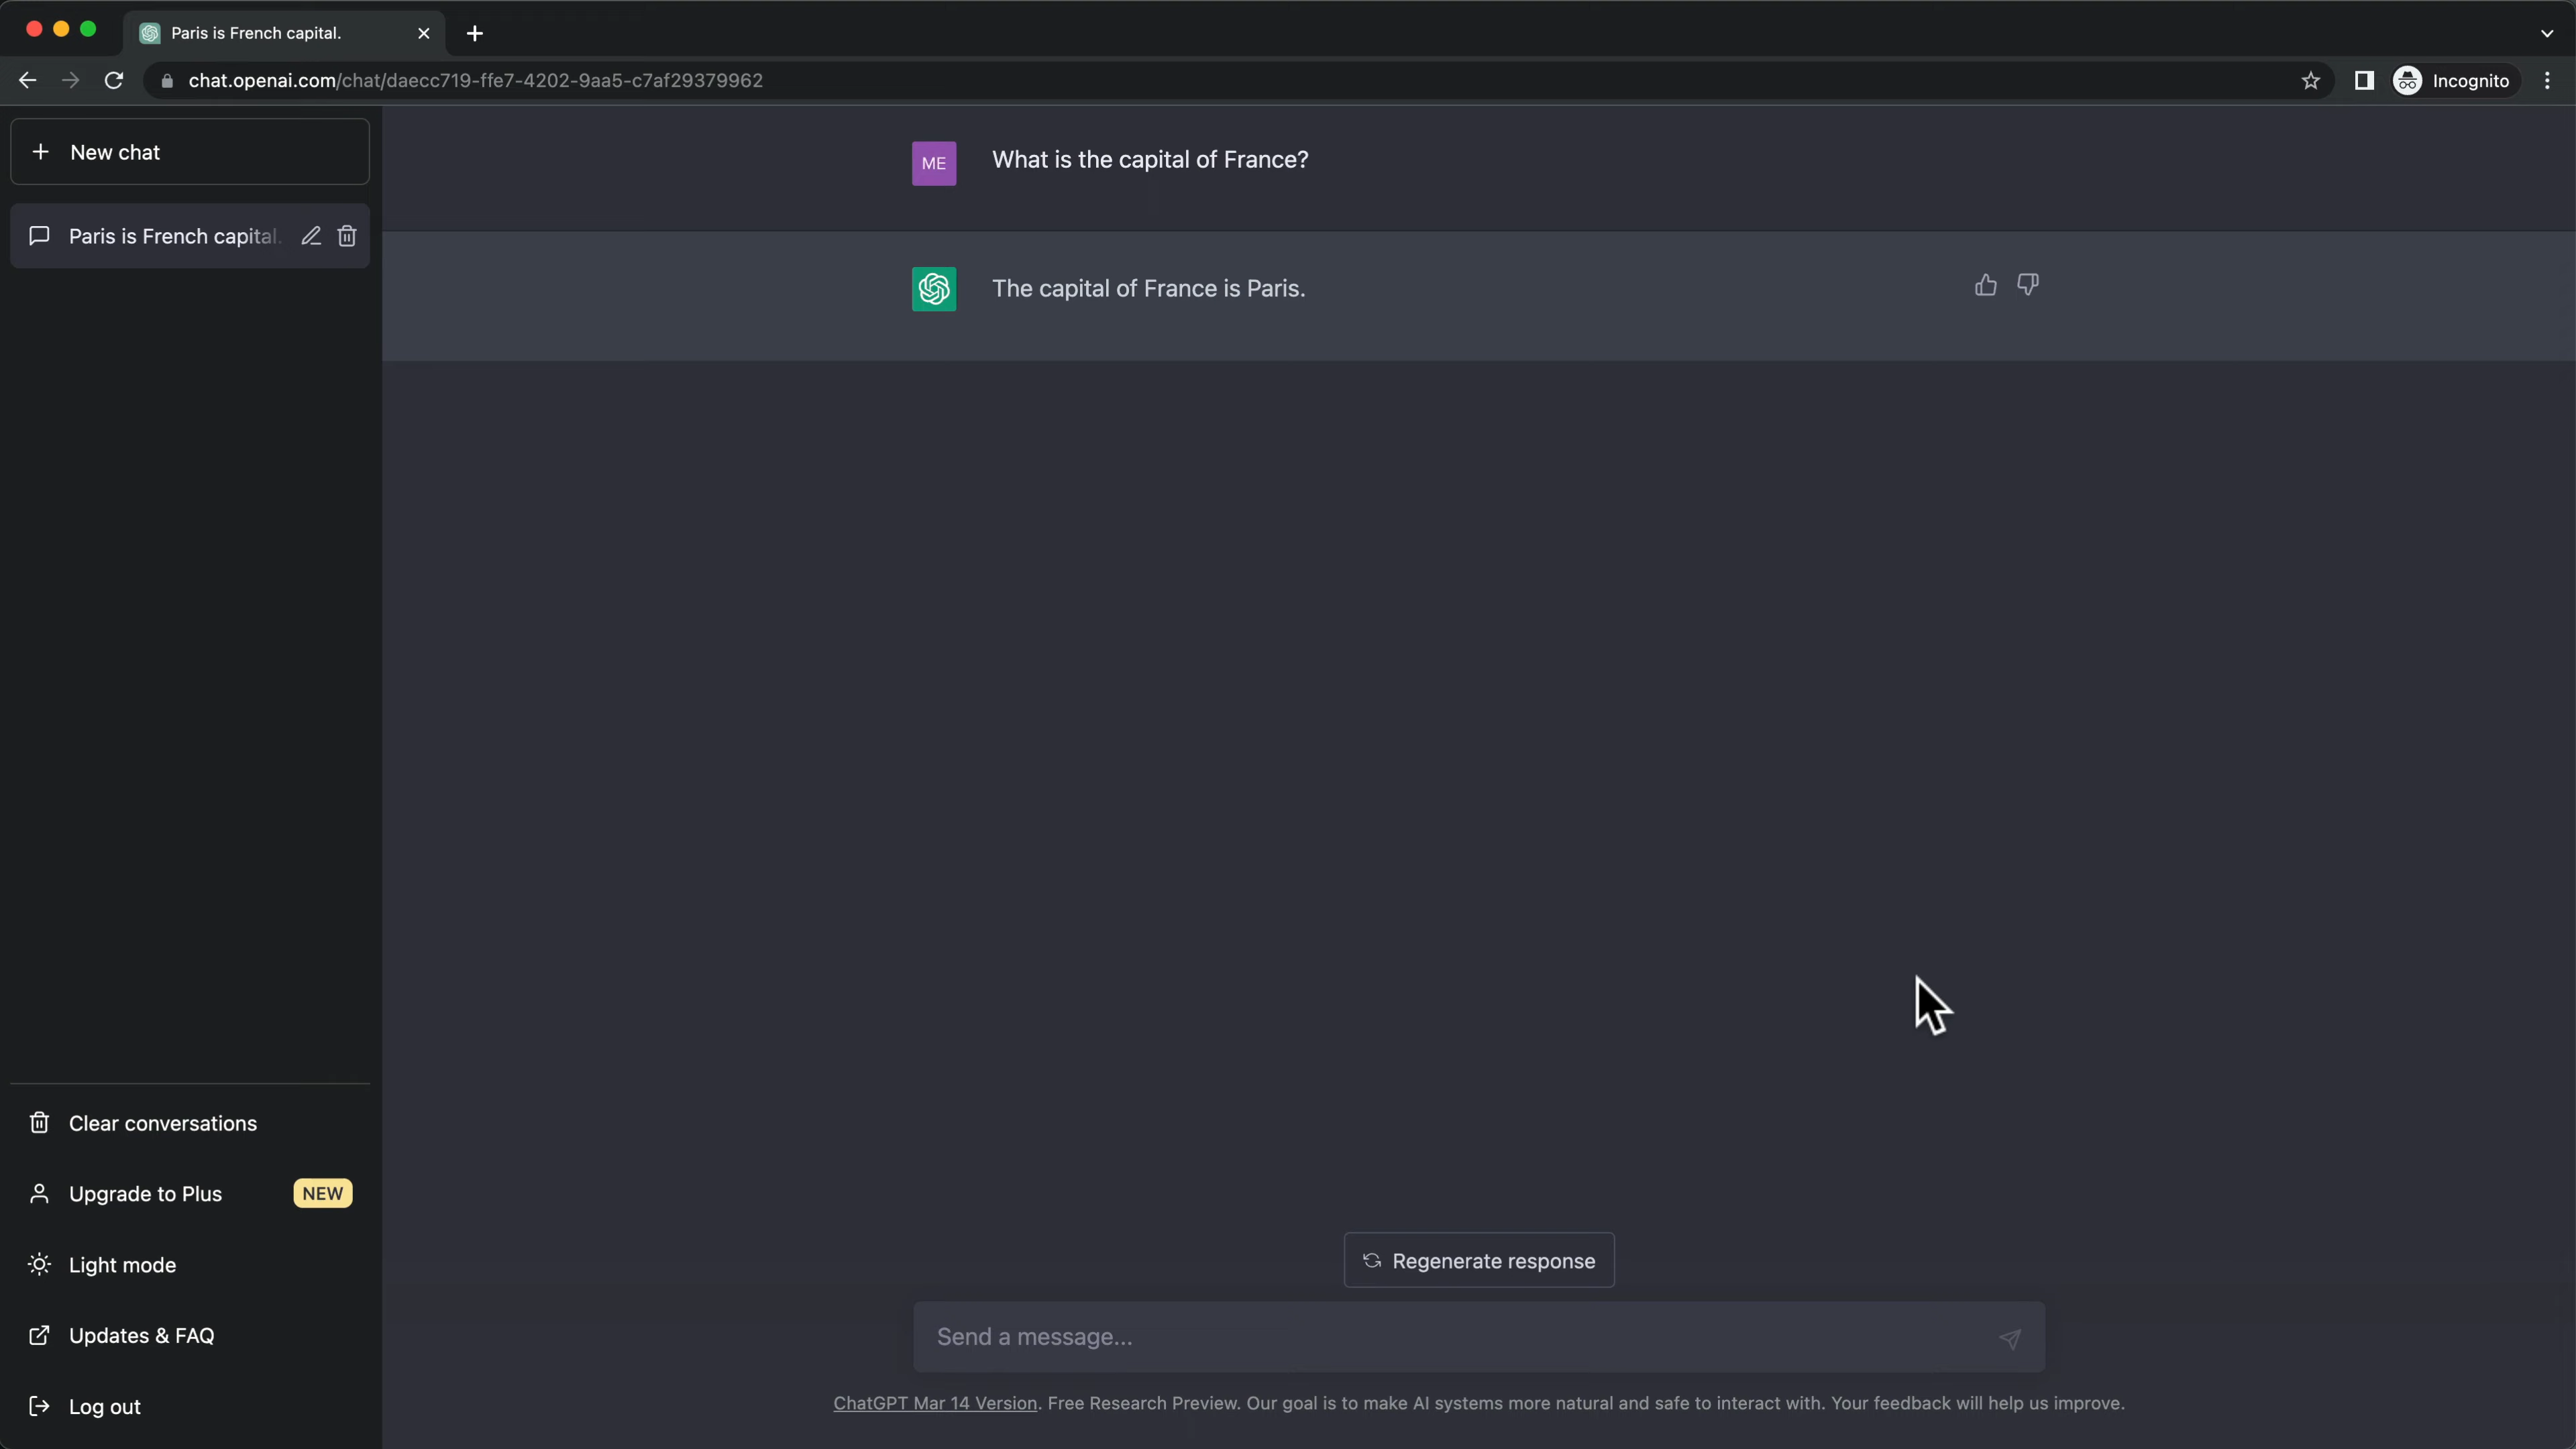 Paris is French capital.
chat.openai.com/chat/daecc719-ffe7-4202-9aa5-c7af29379962
Incognito
New chat
Paris is French capital.
ME
What is the capital of France?
The capital of France is Paris.
Clear conversations
Upgrade to Plus
NEW
Light mode
Updates & FAQ
Log out
Regenerate response
Send a message...
ChatGPT Mar 14 Version. Free Research Preview. Our goal is to make AI systems more natural and safe to interact with. Your feedback will help us improve.